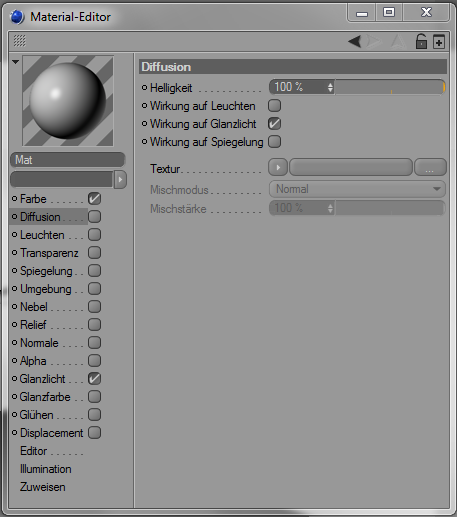 Material-Editor
Mat
Farbe
Diffusion
Leuchten
Transparenz
Spiegelung
Umgebung
Nebel
Relief
Normale
Alpha
Glanzlicht
Glanzfarbe
Glühen
Displacement
Editor
Illumination
Zuweisen
Diffusion
Helligkeit 100 %
Wirkung auf Leuchten
Wirkung auf Glanzlicht
Wirkung auf Spiegelung
Textur ...
Mischmodus Normal
Mischstärke 100 %